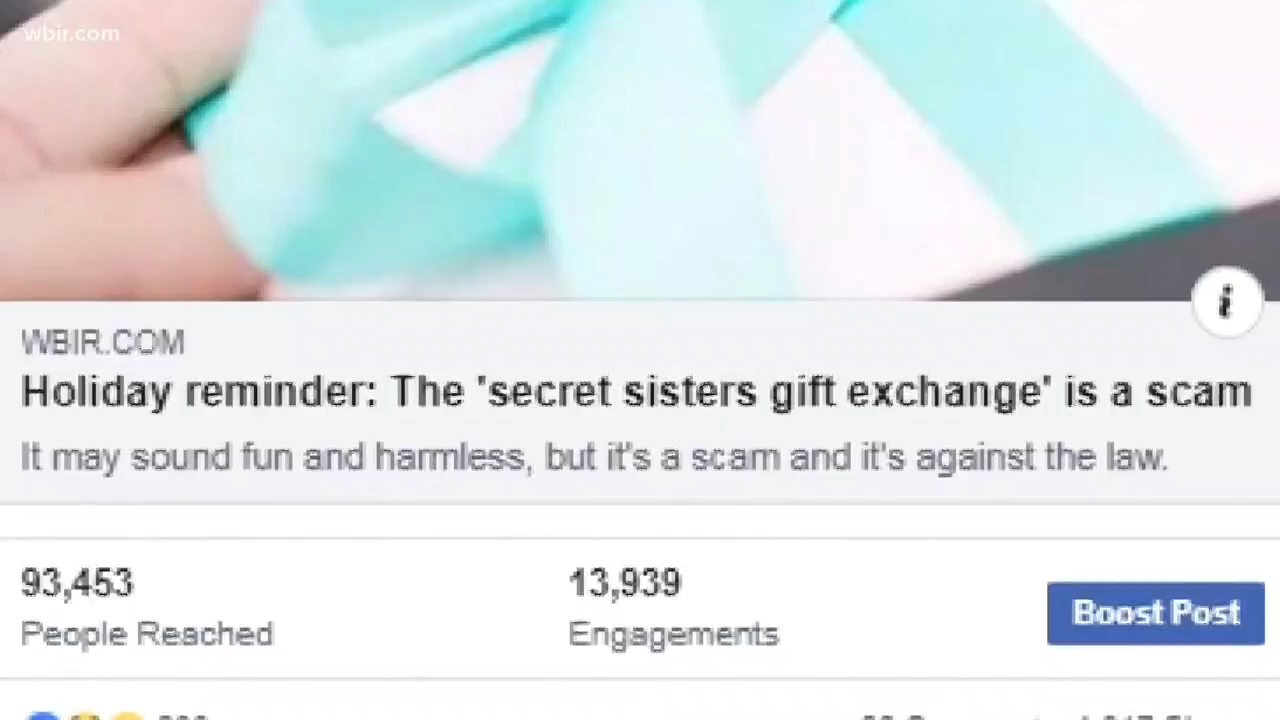 wbir.com
i
WBIR.COM
Holiday reminder: The 'secret sisters gift exchange' is a scam
It may sound fun and harmless, but it's a scam and it's against the law.
93,453 13,939
Boost Post
People Reached Engagements